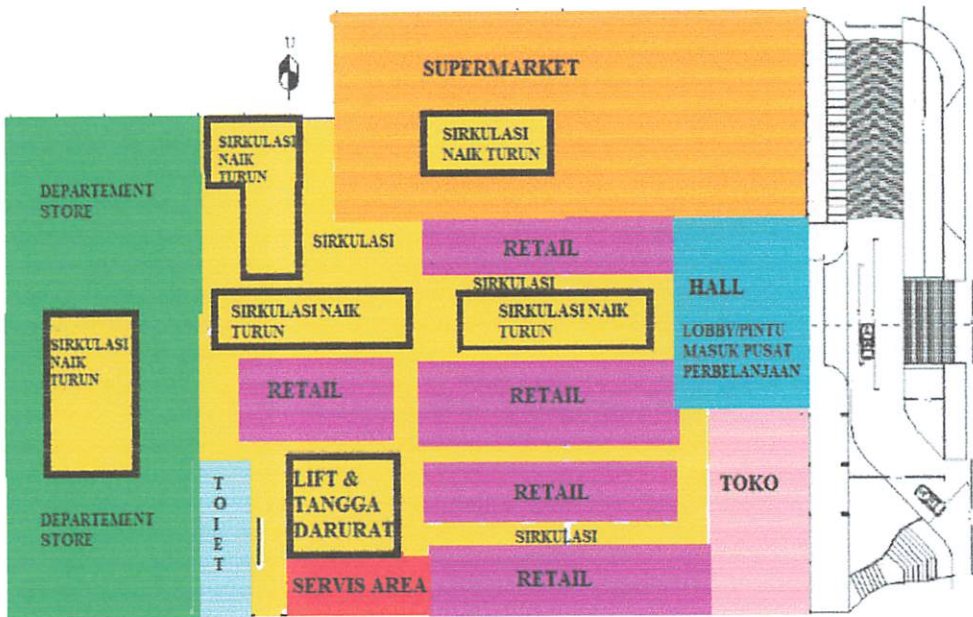 U
SUPERMARKET
SIRKULASI
NAIK TURUN
SIRKULASI
NAIK
TURUN
DEPARTEMENT
STORE
SIRKULASI
RETAIL
SIRKULASI
HALL
LOBBY/PINTU
MASUK PUSAT
PERBELANJAAN
SIRKULASI NAIK
TURUN
SIRKULASI NAIK
TURUN
SIRKULASI
NAIK
TURUN
RETAIL
RETAIL
TOIET
LIFT &
TANGGA
DARURAT
RETAIL
TOKO
DEPARTEMENT
STORE
SIRKULASI
SERVIS AREA
RETAIL